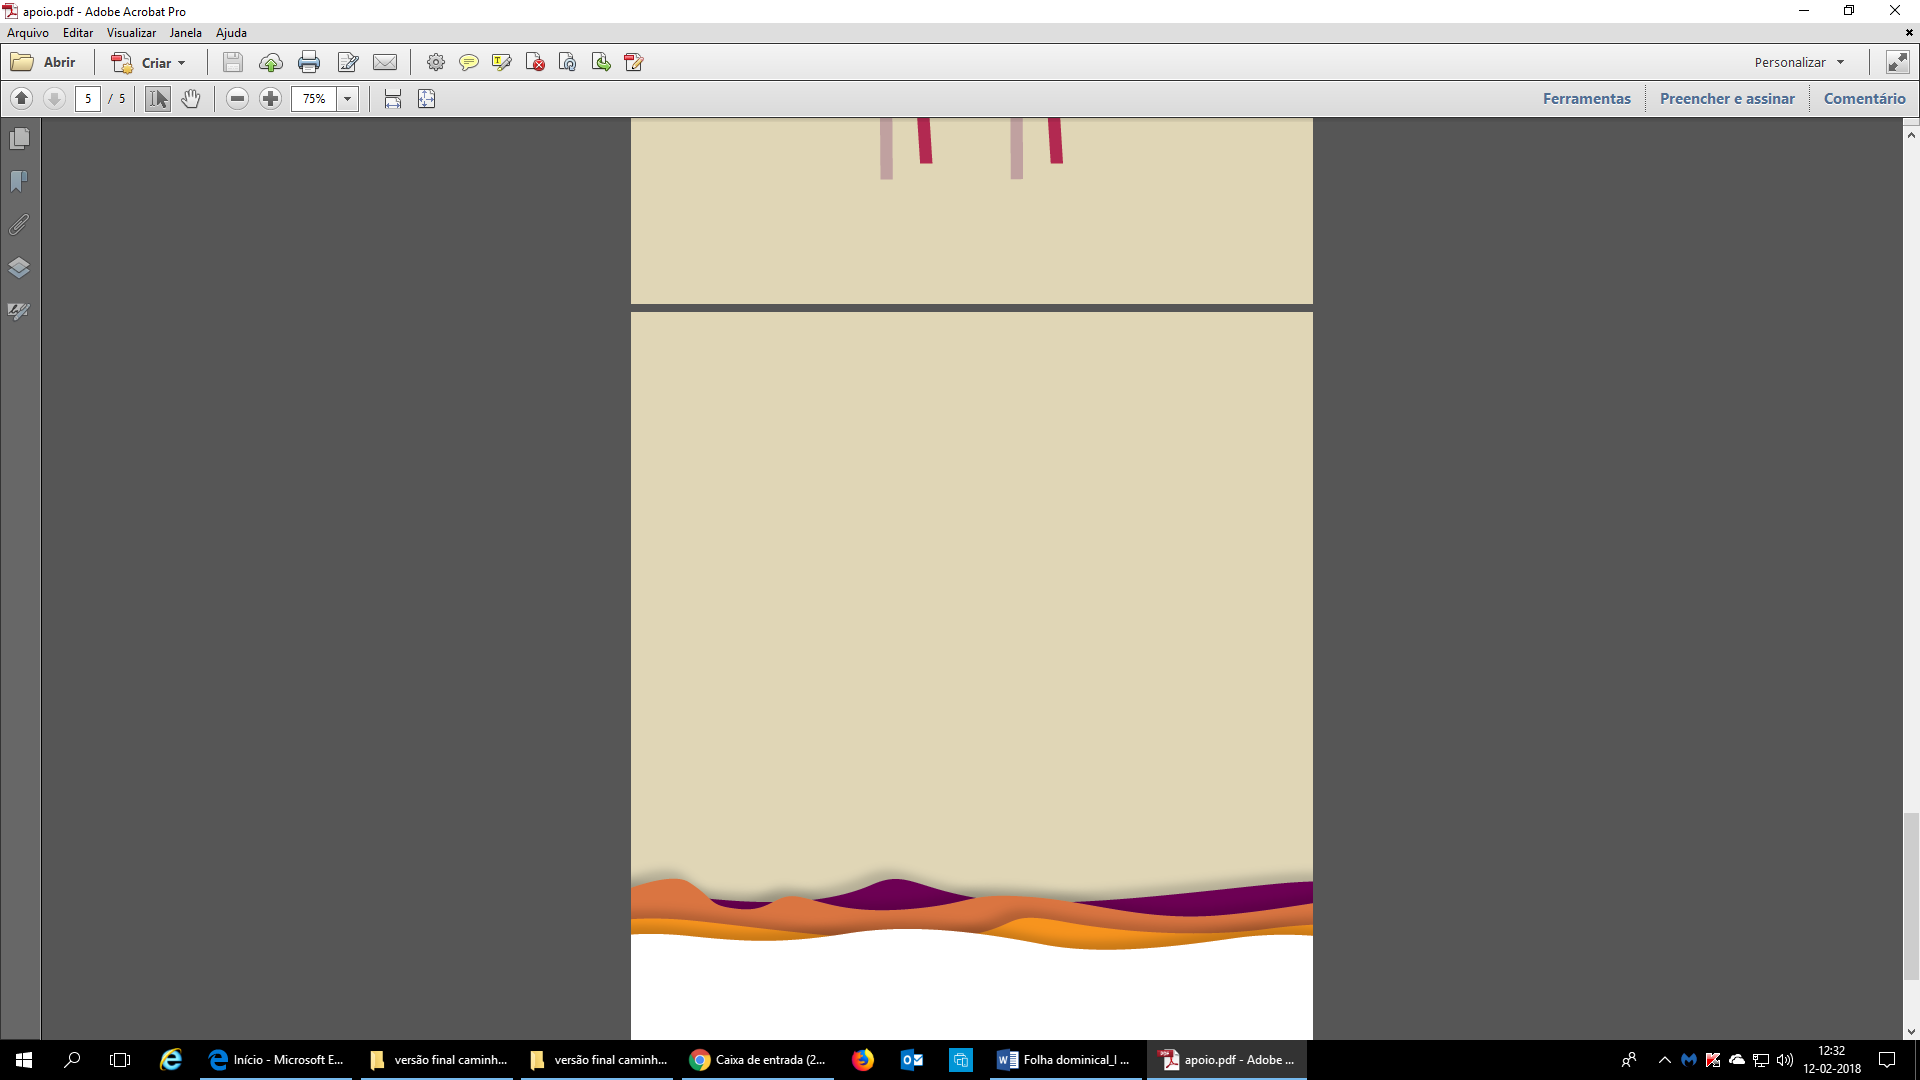 apoio.pdf - Adobe Acrobat Pro
Arquivo Editar Visualizar Janela Ajuda
Abrir Criar Personalizar
5 / 5 75% Ferramentas Preencher e assinar Comentário
Início - Microsoft E... versão final caminh... versão final caminh... Caixa de entrada (2... Folha dominical_I ... apoio.pdf - Adobe ... 12:32
12-02-2018